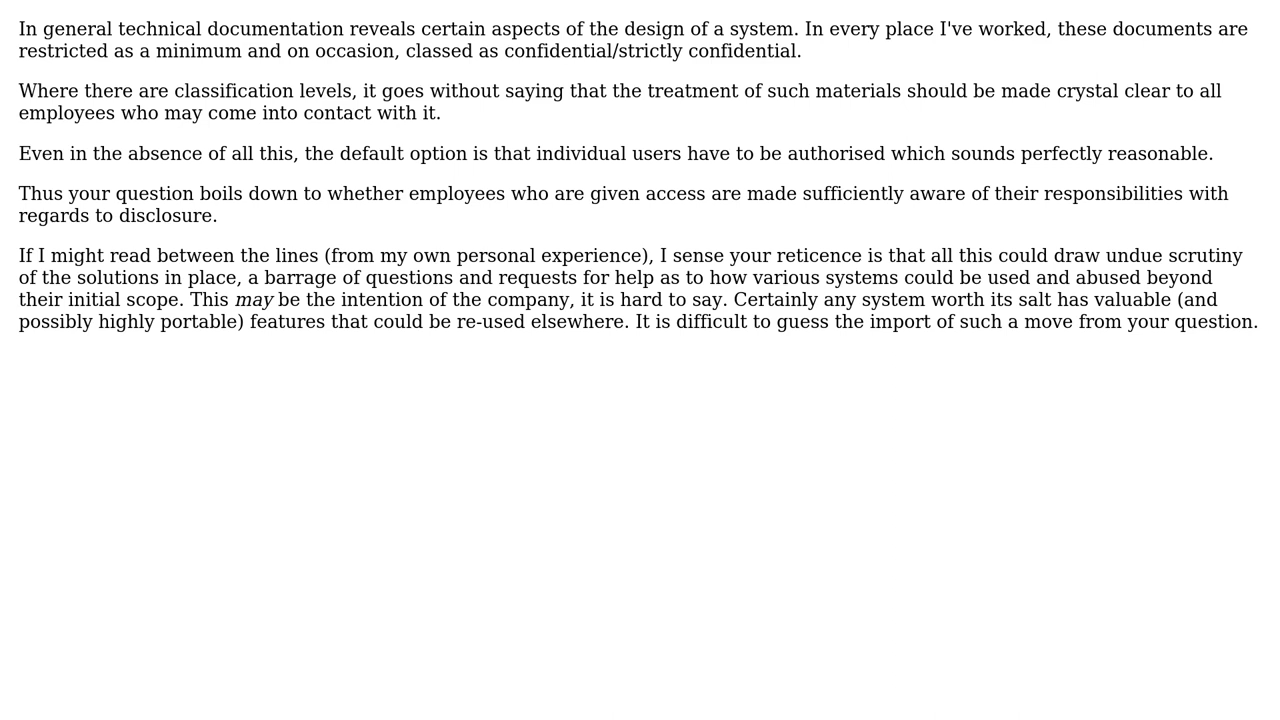 In general technical documentation reveals certain aspects of the design of a system. In every place I've worked, these documents are
restricted as a minimum and on occasion, classed as confidential/strictly confidential.
Where there are classification levels, it goes without saying that the treatment of such materials should be made crystal clear to all
employees who may come into contact with it.
Even in the absence of all this, the default option is that individual users have to be authorised which sounds perfectly reasonable.
Thus your question boils down to whether employees who are given access are made sufficiently aware of their responsibilities with
regards to disclosure.
If I might read between the lines (from my own personal experience), I sense your reticence is that all this could draw undue scrutiny
of the solutions in place, a barrage of questions and requests for help as to how various systems could be used and abused beyond
their initial scope. This may be the intention of the company, it is hard to say. Certainly any system worth its salt has valuable (and
possibly highly portable) features that could be re-used elsewhere. It is difficult to guess the import of such a move from your question.